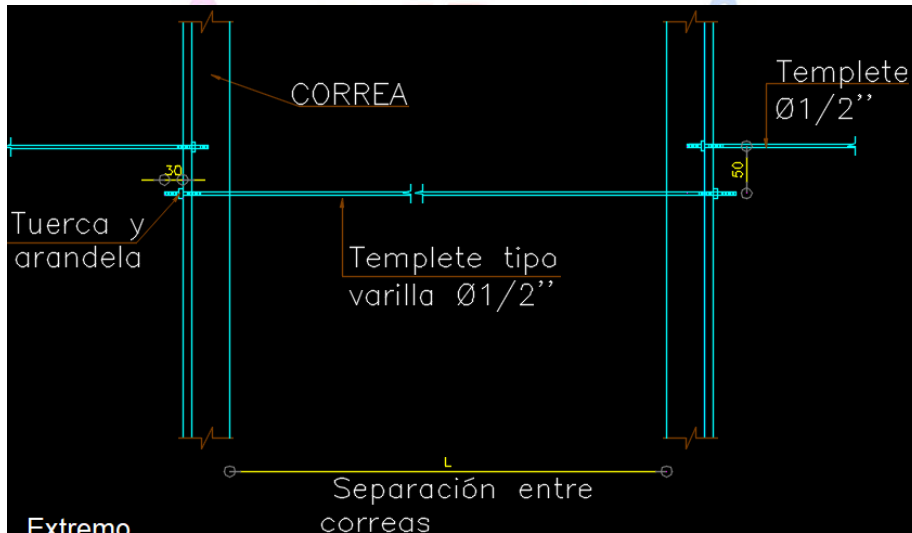 CORREA
Templete
Ø1/2''
30
50
Tuerca y
arandela
Templete tipo
varilla Ø1/2''
L
Separación entre
correas
Extremo